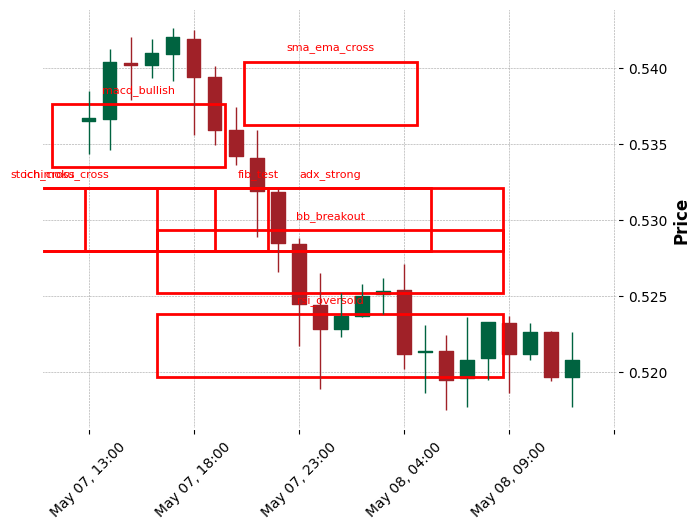 sma_ema_cross
0.540
macd_bullish
0.535
fib_test
adx_strong
0.530
bb_breakout
0.525
rsi_oversold
0.520
Price
May 07, 13:00
May 07, 18:00
May 07, 23:00
May 08, 04:00
May 08, 09:00